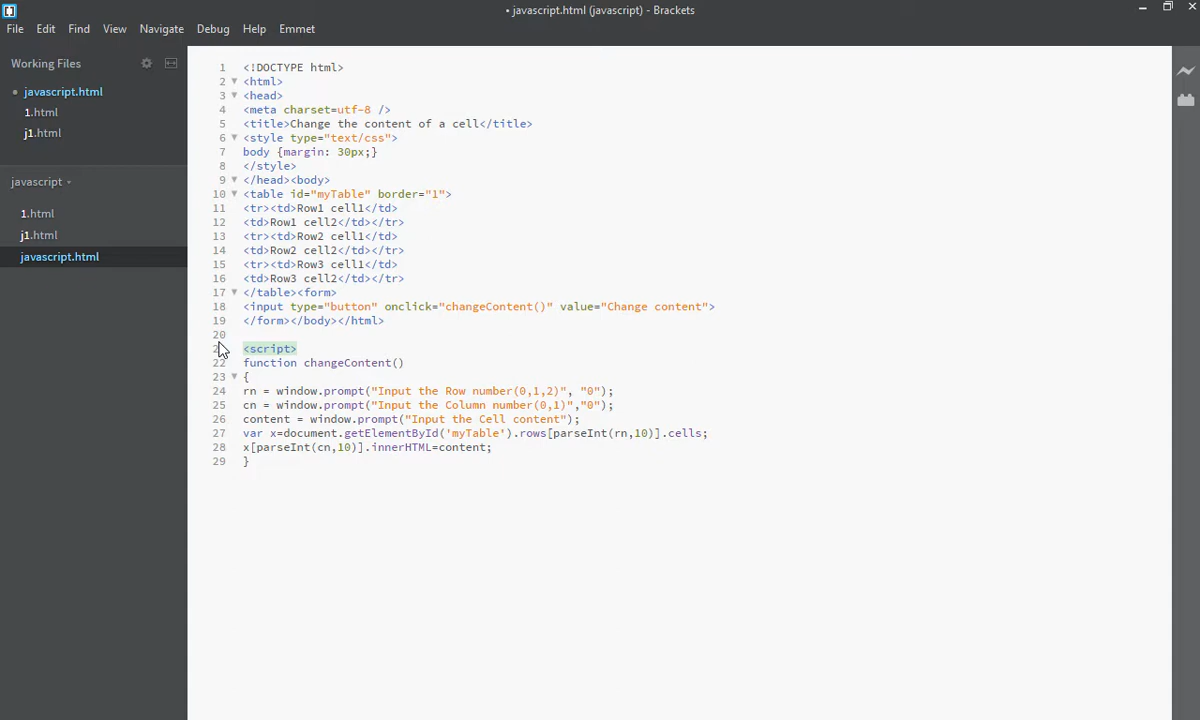 • javascript.html (javascript) - Brackets
File Edit Find View Navigate Debug Help Emmet
Working Files
• javascript.html
1.html
j1.html
javascript
1.html
j1.html
javascript.html
1 <!DOCTYPE html>
2 <html>
3 <head>
4 <meta charset=utf-8 />
5 <title>Change the content of a cell</title>
6 <style type="text/css">
7 body {margin: 30px;}
8 </style>
9 </head><body>
10 <table id="myTable" border="1">
11 <tr><td>Row1 cell1</td>
12 <td>Row1 cell2</td></tr>
13 <tr><td>Row2 cell1</td>
14 <td>Row2 cell2</td></tr>
15 <tr><td>Row3 cell1</td>
16 <td>Row3 cell2</td></tr>
17 </table><form>
18 <input type="button" onclick="changeContent()" value="Change content">
19 </form></body></html>
20
<script>
22 function changeContent()
23 {
24 rn = window.prompt("Input the Row number(0,1,2)", "0");
25 cn = window.prompt("Input the Column number(0,1)","0");
26 content = window.prompt("Input the Cell content");
27 var x=document.getElementById('myTable').rows[parseInt(rn,10)].cells;
28 x[parseInt(cn,10)].innerHTML=content;
29 }